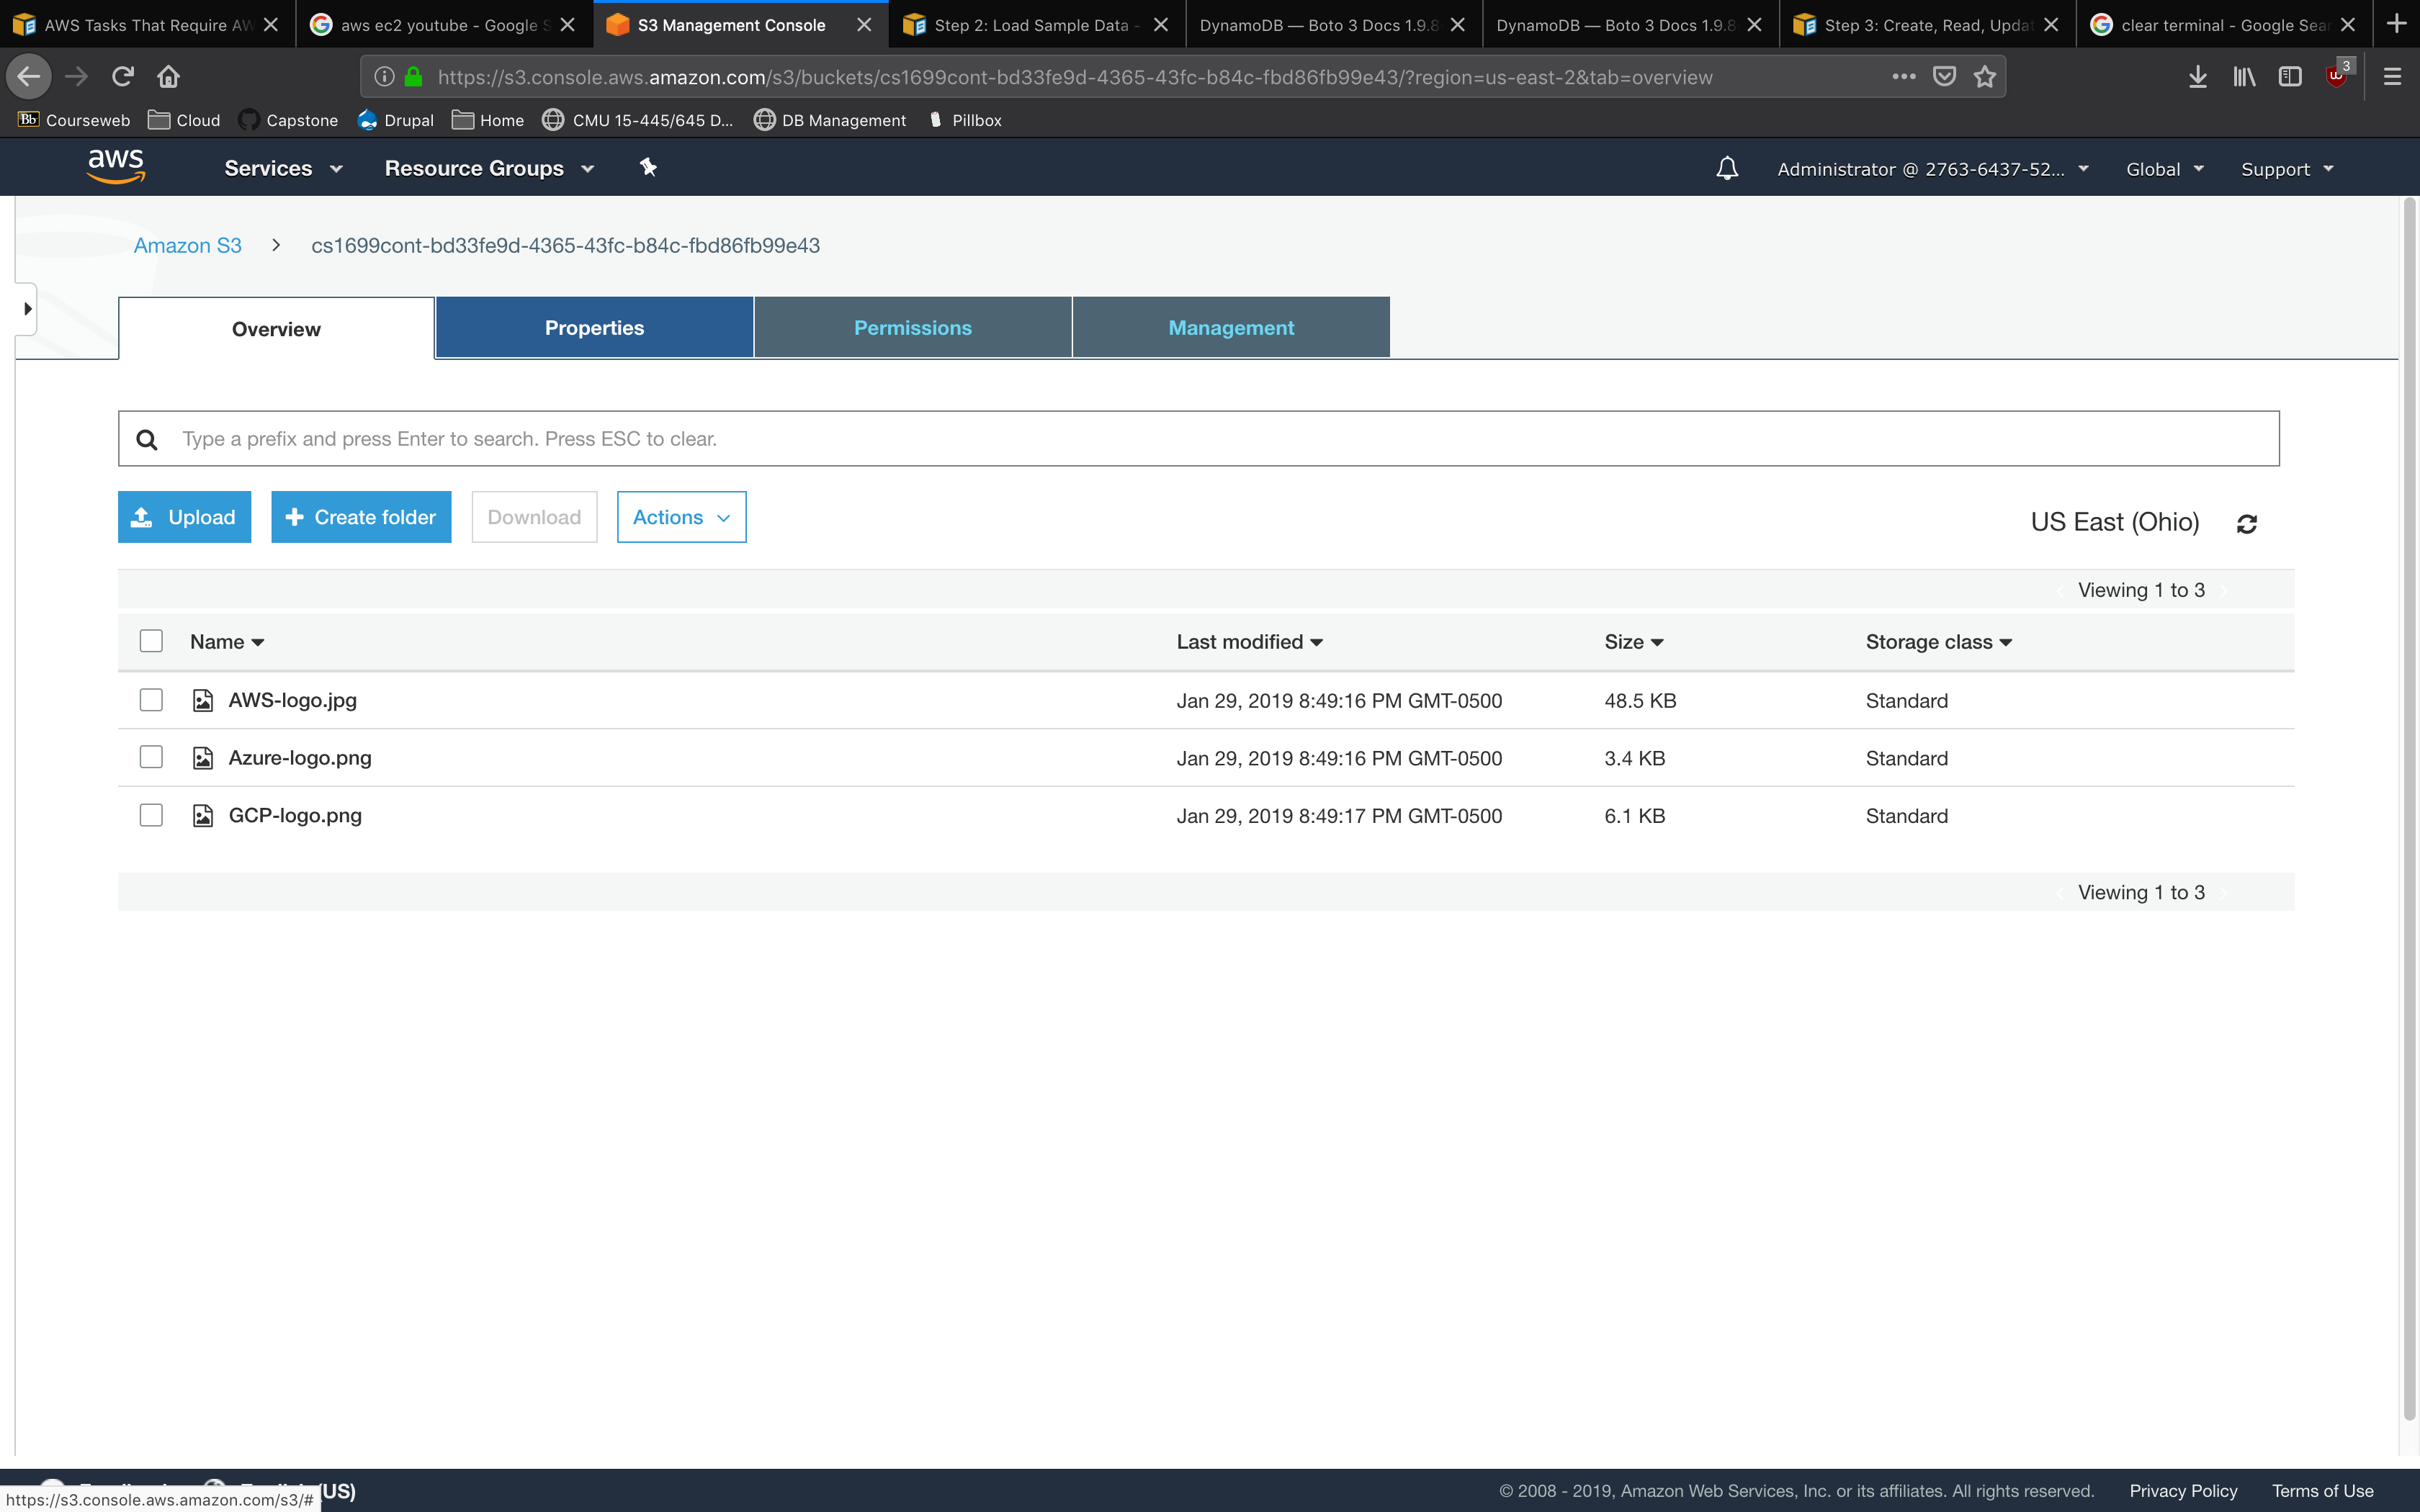 AWS Tasks That Require AW
aws ec2 youtube - Google S
S3 Management Console
Step 2: Load Sample Data -
DynamoDB — Boto 3 Docs 1.9.8
DynamoDB — Boto 3 Docs 1.9.8
Step 3: Create, Read, Updat
clear terminal - Google Sear
https://s3.console.aws.amazon.com/s3/buckets/cs1699cont-bd33fe9d-4365-43fc-b84c-fbd86fb99e43/?region=us-east-2&tab=overview
3
Bb Courseweb Cloud Capstone Drupal Home CMU 15-445/645 D... DB Management Pillbox
aws Services Resource Groups Administrator @ 2763-6437-52... Global Support
Amazon S3 > cs1699cont-bd33fe9d-4365-43fc-b84c-fbd86fb99e43
Overview Properties Permissions Management
Type a prefix and press Enter to search. Press ESC to clear.
Upload Create folder Download Actions US East (Ohio)
Viewing 1 to 3
Name Last modified Size Storage class
AWS-logo.jpg Jan 29, 2019 8:49:16 PM GMT-0500 48.5 KB Standard
Azure-logo.png Jan 29, 2019 8:49:16 PM GMT-0500 3.4 KB Standard
GCP-logo.png Jan 29, 2019 8:49:17 PM GMT-0500 6.1 KB Standard
Viewing 1 to 3
(US) © 2008 - 2019, Amazon Web Services, Inc. or its affiliates. All rights reserved. Privacy Policy Terms of Use
https://s3.console.aws.amazon.com/s3/#